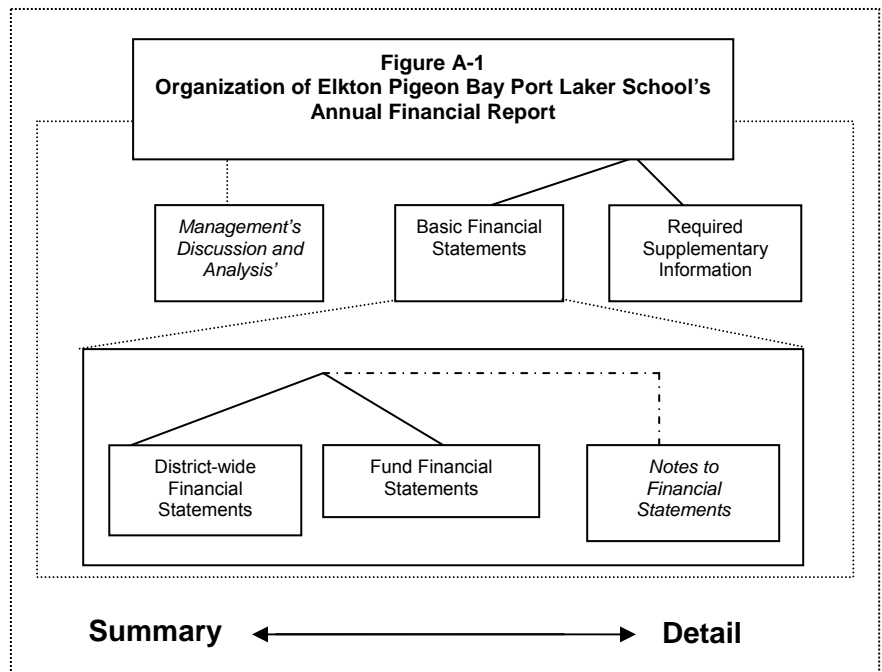 Figure A-1
Organization of Elkton Pigeon Bay Port Laker School's
Annual Financial Report
Management's
Discussion and
Analysis'
Basic Financial
Statements
Required
Supplementary
Information
District-wide
Financial
Statements
Fund Financial
Statements
Notes to
Financial
Statements
Summary
Detail